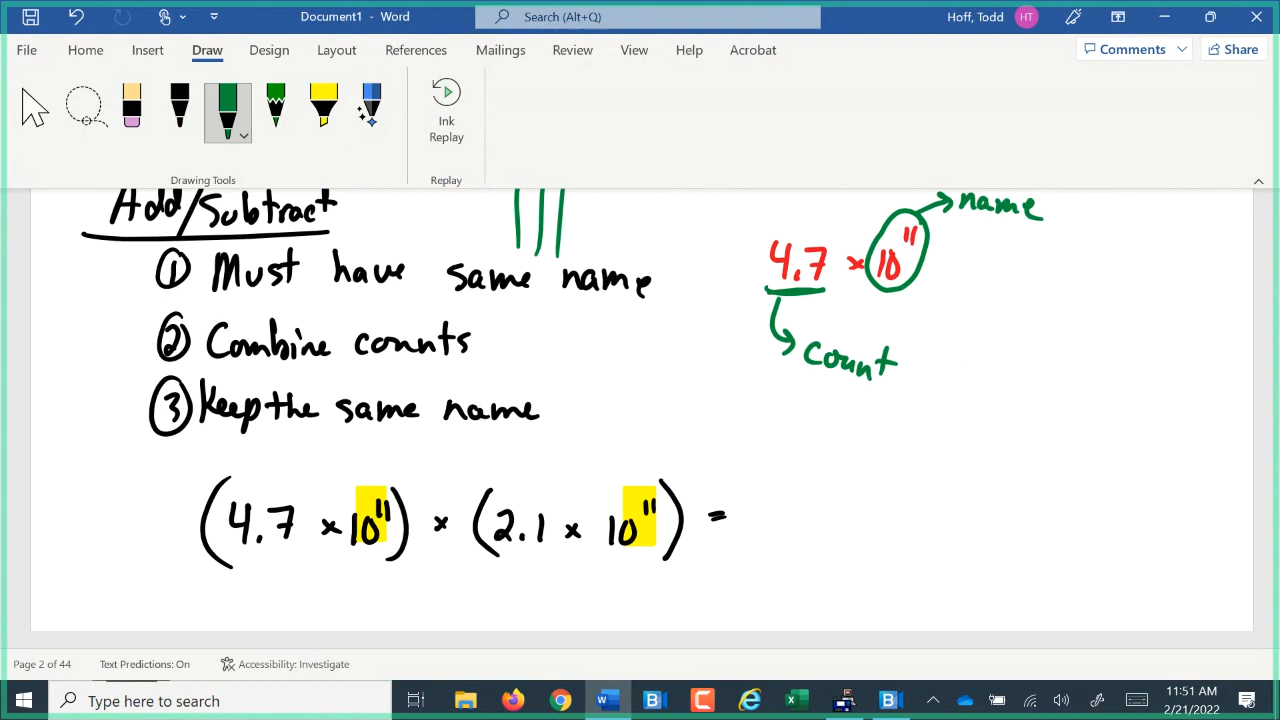 Document1 - Word
Search (Alt+Q)
Hoff, Todd
HT
File Home Insert Draw Design Layout References Mailings Review View Help Acrobat
Comments
Share
Ink Replay
Drawing Tools
Replay
Add/Subtract
① Must have same name
② Combine counts
③ Keep the same name
4.7 × 10¹¹
name
count
(4.7 × 10¹¹) × (2.1 × 10¹¹) =
Page 2 of 44
Text Predictions: On
Accessibility: Investigate
Type here to search
11:51 AM
2/21/2022